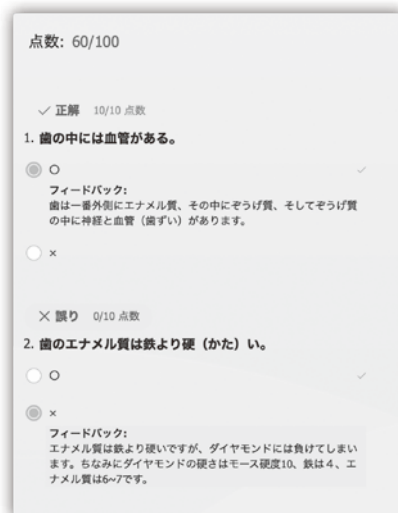 点数: 60/100
正解 10/10 点数
1. 歯の中には血管がある。
○
フィードバック:
歯は一番外側にエナメル質、その中にぞうげ質、そしてぞうげ質
の中に神経と血管（歯ずい）があります。
×
誤り 0/10 点数
2. 歯のエナメル質は鉄より硬（かた）い。
○
×
フィードバック:
エナメル質は鉄より硬いですが、ダイヤモンドには負けてしまい
ます。ちなみにダイヤモンドの硬さはモース硬度10、鉄は４、エ
ナメル質は6~7です。